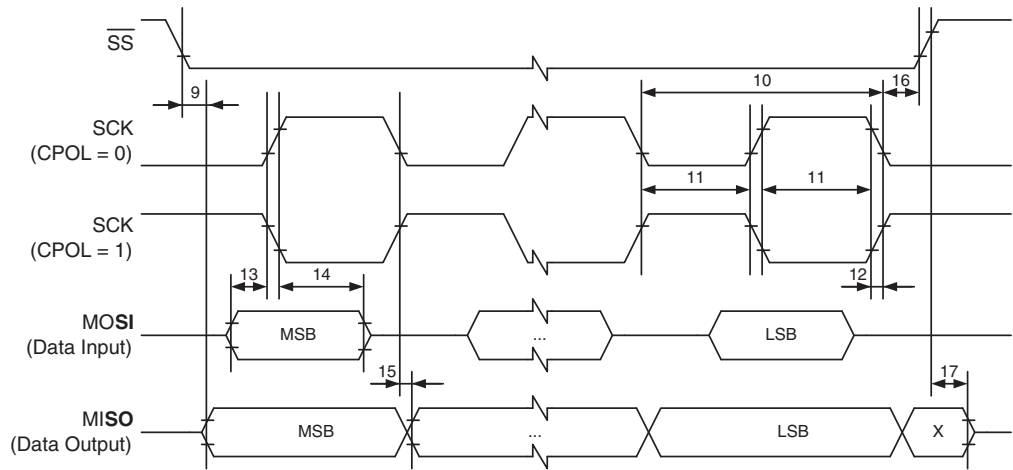 SS
9
10
16
SCK
(CPOL = 0)
11
11
SCK
(CPOL = 1)
13
14
12
MOSI
(Data Input)
MSB
...
LSB
15
17
MISO
(Data Output)
MSB
...
LSB
X